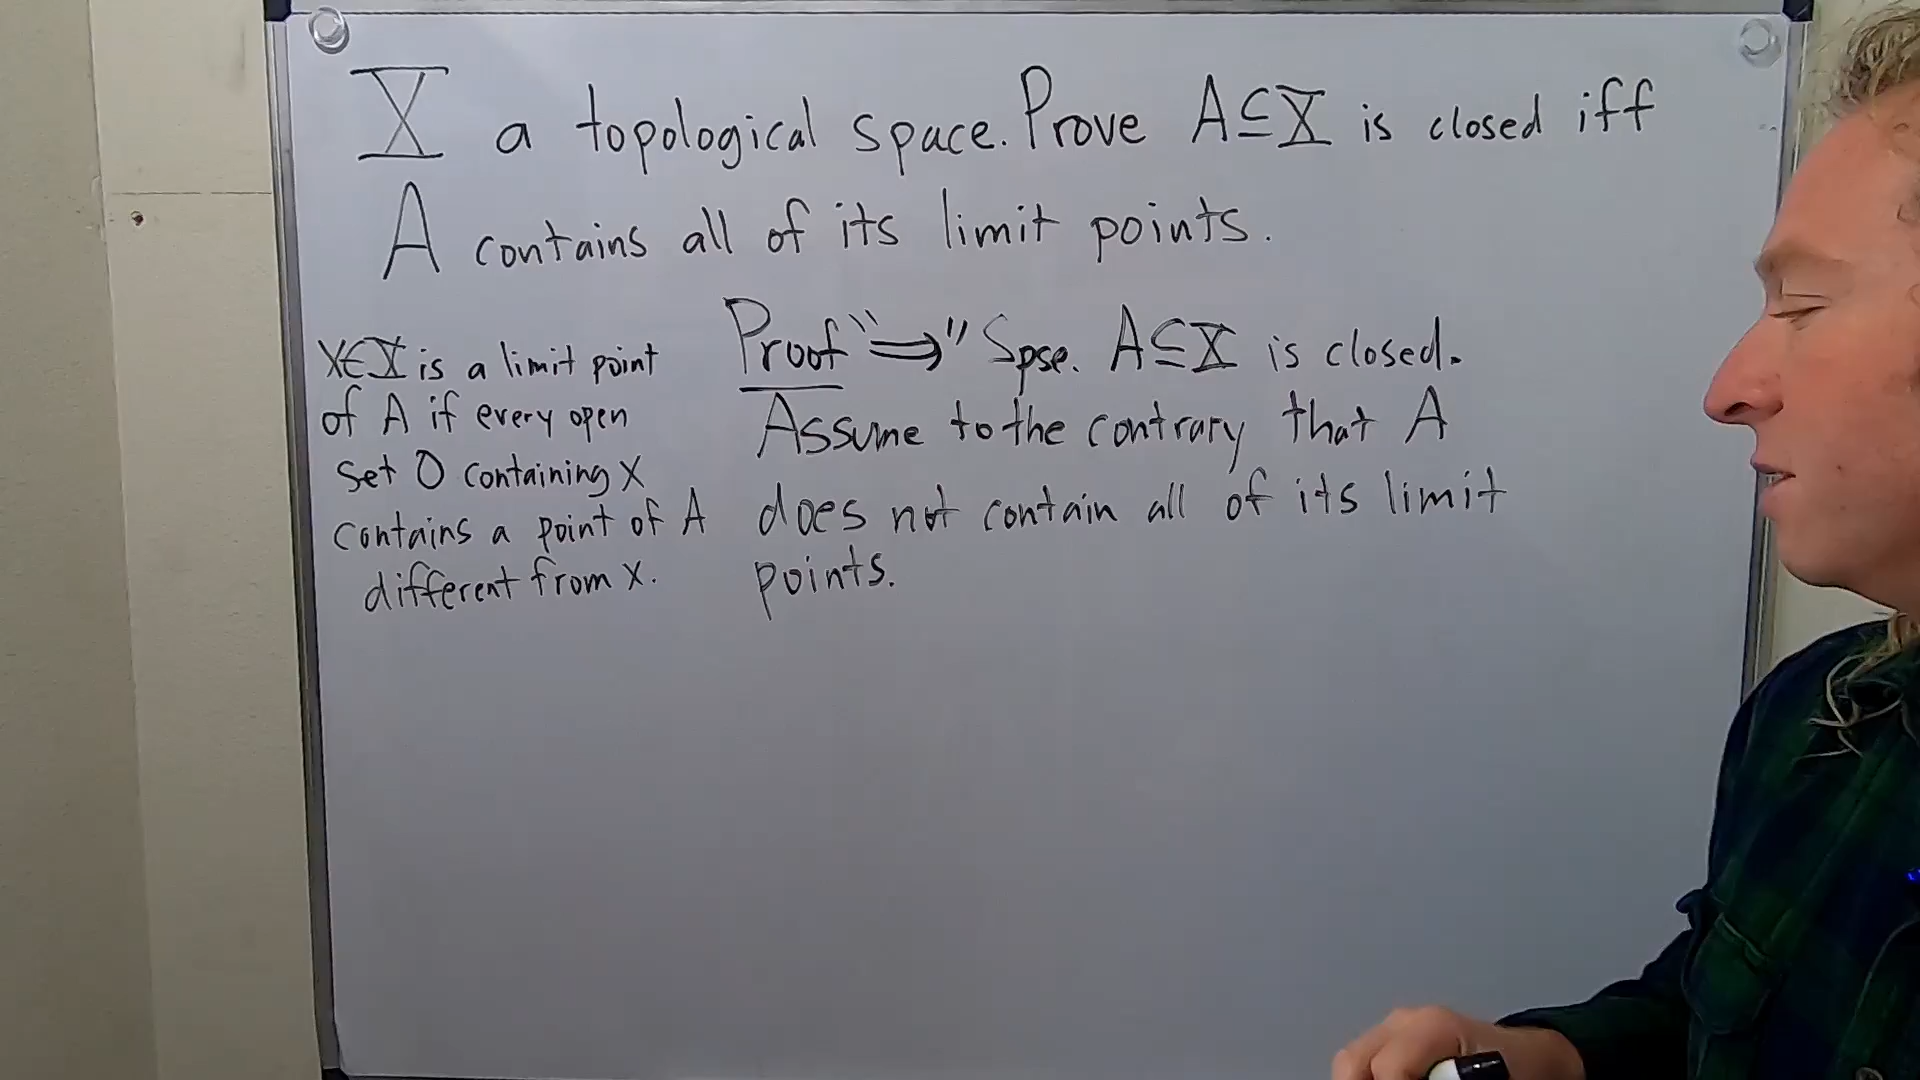 X a topological space. Prove A⊆X is closed iff
A contains all of its limit points.
x∈X is a limit point
of A if every open
set O containing x
contains a point of A
different from x.
Proof "⟹" Spse. A⊆X is closed.
Assume to the contrary that A
does not contain all of its limit
points.